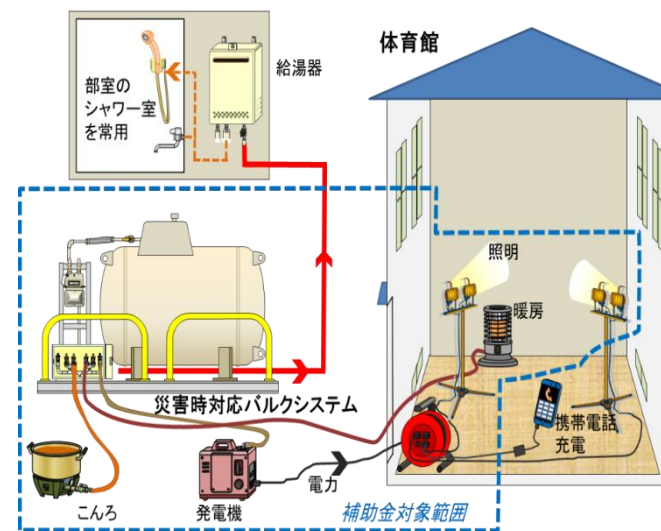 体育館
給湯器
部室の
シャワー室
を常用
照明
暖房
災害時対応バルクシステム
携帯電話
充電
電力
こんろ
発電機
補助金対象範囲